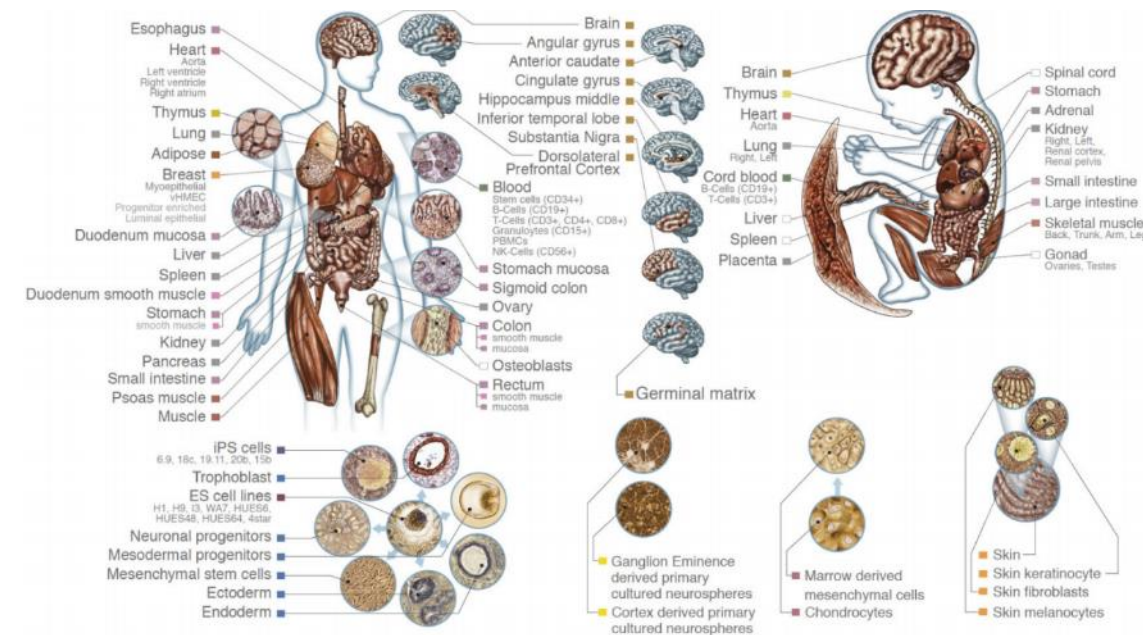 Esophagus
Heart
Aorta
Left ventricle
Right ventricle
Right atrium
Thymus
Lung
Adipose
Breast
Myoepithelial
vHMEC
Progenitor enriched
Luminal epithelial
Duodenum mucosa
Liver
Spleen
Duodenum smooth muscle
Stomach
smooth muscle
Kidney
Pancreas
Small intestine
Psoas muscle
Muscle
Brain
Angular gyrus
Anterior caudate
Cingulate gyrus
Hippocampus middle
Inferior temporal lobe
Substantia Nigra
Dorsolateral
Prefrontal Cortex
Blood
Stem cells (CD34+)
B-Cells (CD19+)
T-Cells (CD3+, CD4+, CD8+)
Granuloytes (CD15+)
PBMCs
NK-Cells (CD56+)
Stomach mucosa
Sigmoid colon
Ovary
Colon
smooth muscle
mucosa
Osteoblasts
Rectum
smooth muscle
mucosa
Germinal matrix
Brain
Thymus
Heart
Aorta
Lung
Right, Left
Cord blood
B-Cells (CD19+)
T-Cells (CD3+)
Liver
Spleen
Placenta
Spinal cord
Stomach
Adrenal
Kidney
Right, Left,
Renal cortex,
Renal pelvis
Small intestine
Large intestine
Skeletal muscle
Back, Trunk, Arm, Leg
Gonad
Ovaries, Testes
iPS cells
6.9, 18c, 19.11, 20b, 15b
Trophoblast
ES cell lines
H1, H9, I3, WA7, HUES6,
HUES48, HUES64, 4star
Neuronal progenitors
Mesodermal progenitors
Mesenchymal stem cells
Ectoderm
Endoderm
Ganglion Eminence
derived primary
cultured neurospheres
Cortex derived primary
cultured neurospheres
Marrow derived
mesenchymal cells
Chondrocytes
Skin
Skin keratinocyte
Skin fibroblasts
Skin melanocytes